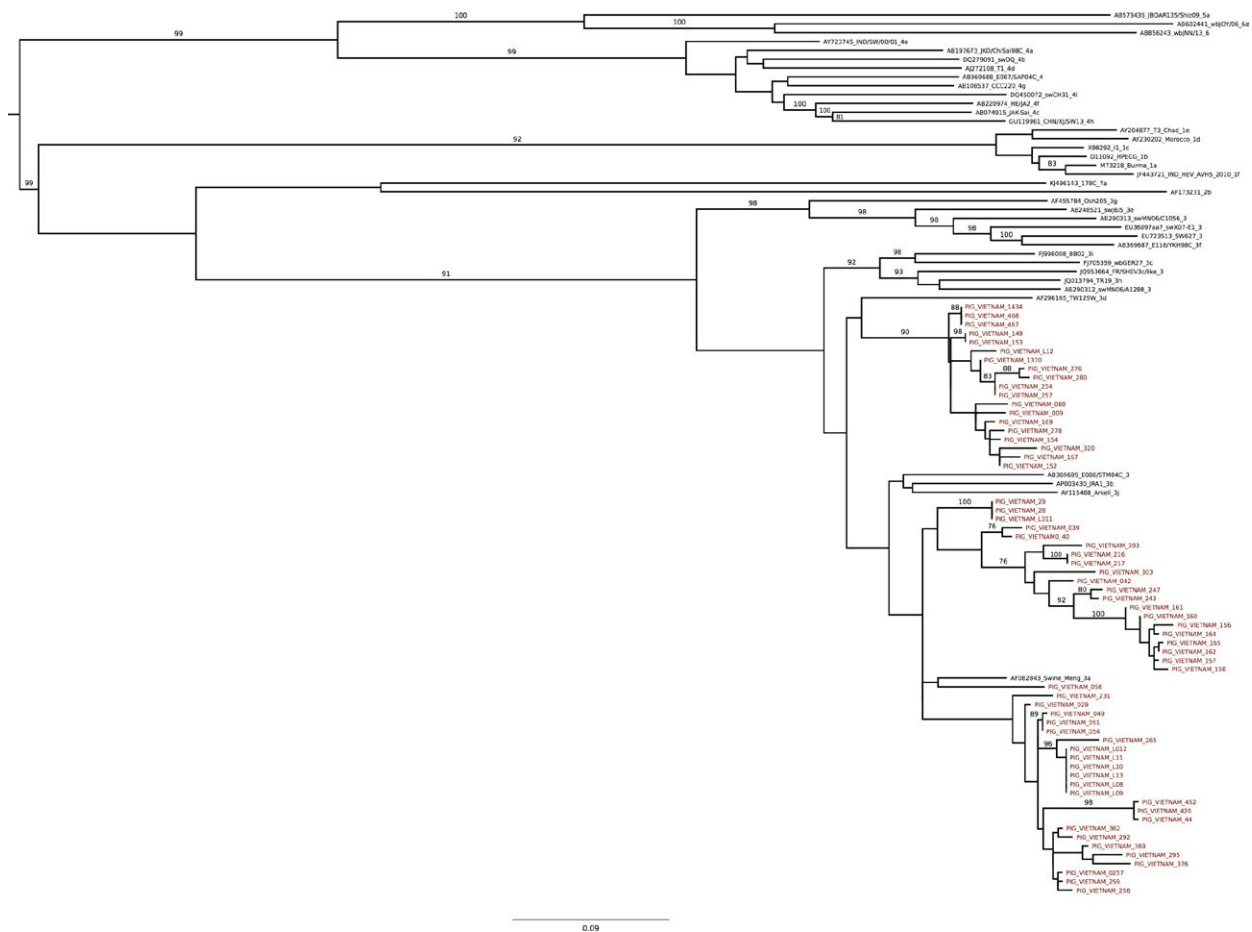 100
AB573435_JBOAR135/Shiz09_5a
100
AB602441_wbJOY/06_6a
99
AB856243_wbJNN/13_6
AY723745_IND/SW/00/01_4e
99
AB197673_JKO/ChiSai98C_4a
DQ279091_swDQ_4b
AJ272108_T1_4d
AB369688_E087/SAP04C_4
AB108537_CCC220_4g
DQ450072_swCH31_4i
100
AB220974_HE/JA2_4f
100
AB074915_JAK-Sai_4c
81
GU119961_CHN/XJ/SW13_4h
AY204877_T3_Chad_1e
92
AY230202_Morocco_1d
X98292_I1_1c
D11092_HPECG_1b
83
M73218_Burma_1a
JF443721_IND_HEV_AVH5_2010_1f
99
KJ496143_178C_7a
AF173231_2b
98
AF455784_Osh205_3g
98
AB248521_swJ8-5_3e
98
AB290313_swMN06/C1056_3
98
EU360977_swX07-E1_3
100
EU723513_SW627_3
AB369687_E116/YKH98C_3f
91
98
FJ998008_BB02_3i
92
FJ705359_wbGER27_3c
93
JQ953664_FR/SHEV3c/like_3
JQ013794_TR19_3h
AB290312_swMN06/A1288_3
AF296165_TW12SW_3d
88
PIG_VIETNAM_1434
PIG_VIETNAM_468
PIG_VIETNAM_467
90
98
PIG_VIETNAM_149
PIG_VIETNAM_153
PIG_VIETNAM_L12
PIG_VIETNAM_1370
88
PIG_VIETNAM_276
83
PIG_VIETNAM_280
PIG_VIETNAM_254
PIG_VIETNAM_257
PIG_VIETNAM_088
PIG_VIETNAM_009
PIG_VIETNAM_169
PIG_VIETNAM_278
PIG_VIETNAM_154
PIG_VIETNAM_320
PIG_VIETNAM_167
PIG_VIETNAM_152
AB369689_E088/STM04C_3
AP003430_JRA1_3b
AY115488_Arkell_3j
100
PIG_VIETNAM_29
PIG_VIETNAM_28
PIG_VIETNAM_L011
76
PIG_VIETNAM_039
PIG_VIETNAM0_40
PIG_VIETNAM_203
76
100
PIG_VIETNAM_216
PIG_VIETNAM_217
PIG_VIETNAM_303
PIG_VIETNAM_042
80
PIG_VIETNAM_247
92
PIG_VIETNAM_243
PIG_VIETNAM_161
100
PIG_VIETNAM_160
PIG_VIETNAM_156
PIG_VIETNAM_164
PIG_VIETNAM_165
PIG_VIETNAM_162
PIG_VIETNAM_157
PIG_VIETNAM_158
AF082843_Swine_Meng_3a
PIG_VIETNAM_056
PIG_VIETNAM_231
PIG_VIETNAM_029
89
PIG_VIETNAM_049
PIG_VIETNAM_051
PIG_VIETNAM_054
96
PIG_VIETNAM_265
PIG_VIETNAM_L012
PIG_VIETNAM_L11
PIG_VIETNAM_L10
PIG_VIETNAM_L13
PIG_VIETNAM_L08
PIG_VIETNAM_L09
98
PIG_VIETNAM_452
PIG_VIETNAM_420
PIG_VIETNAM_44
PIG_VIETNAM_362
PIG_VIETNAM_292
PIG_VIETNAM_295
PIG_VIETNAM_376
PIG_VIETNAM_0257
PIG_VIETNAM_259
PIG_VIETNAM_256
0.09